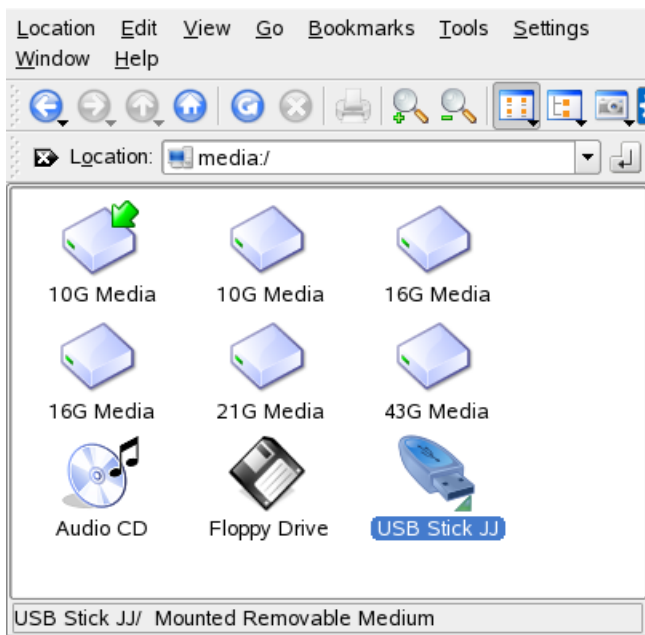 Location Edit View Go Bookmarks Tools Settings
Window Help
Location: media:/
10G Media 10G Media 16G Media
16G Media 21G Media 43G Media
Audio CD Floppy Drive USB Stick JJ
USB Stick JJ/ Mounted Removable Medium